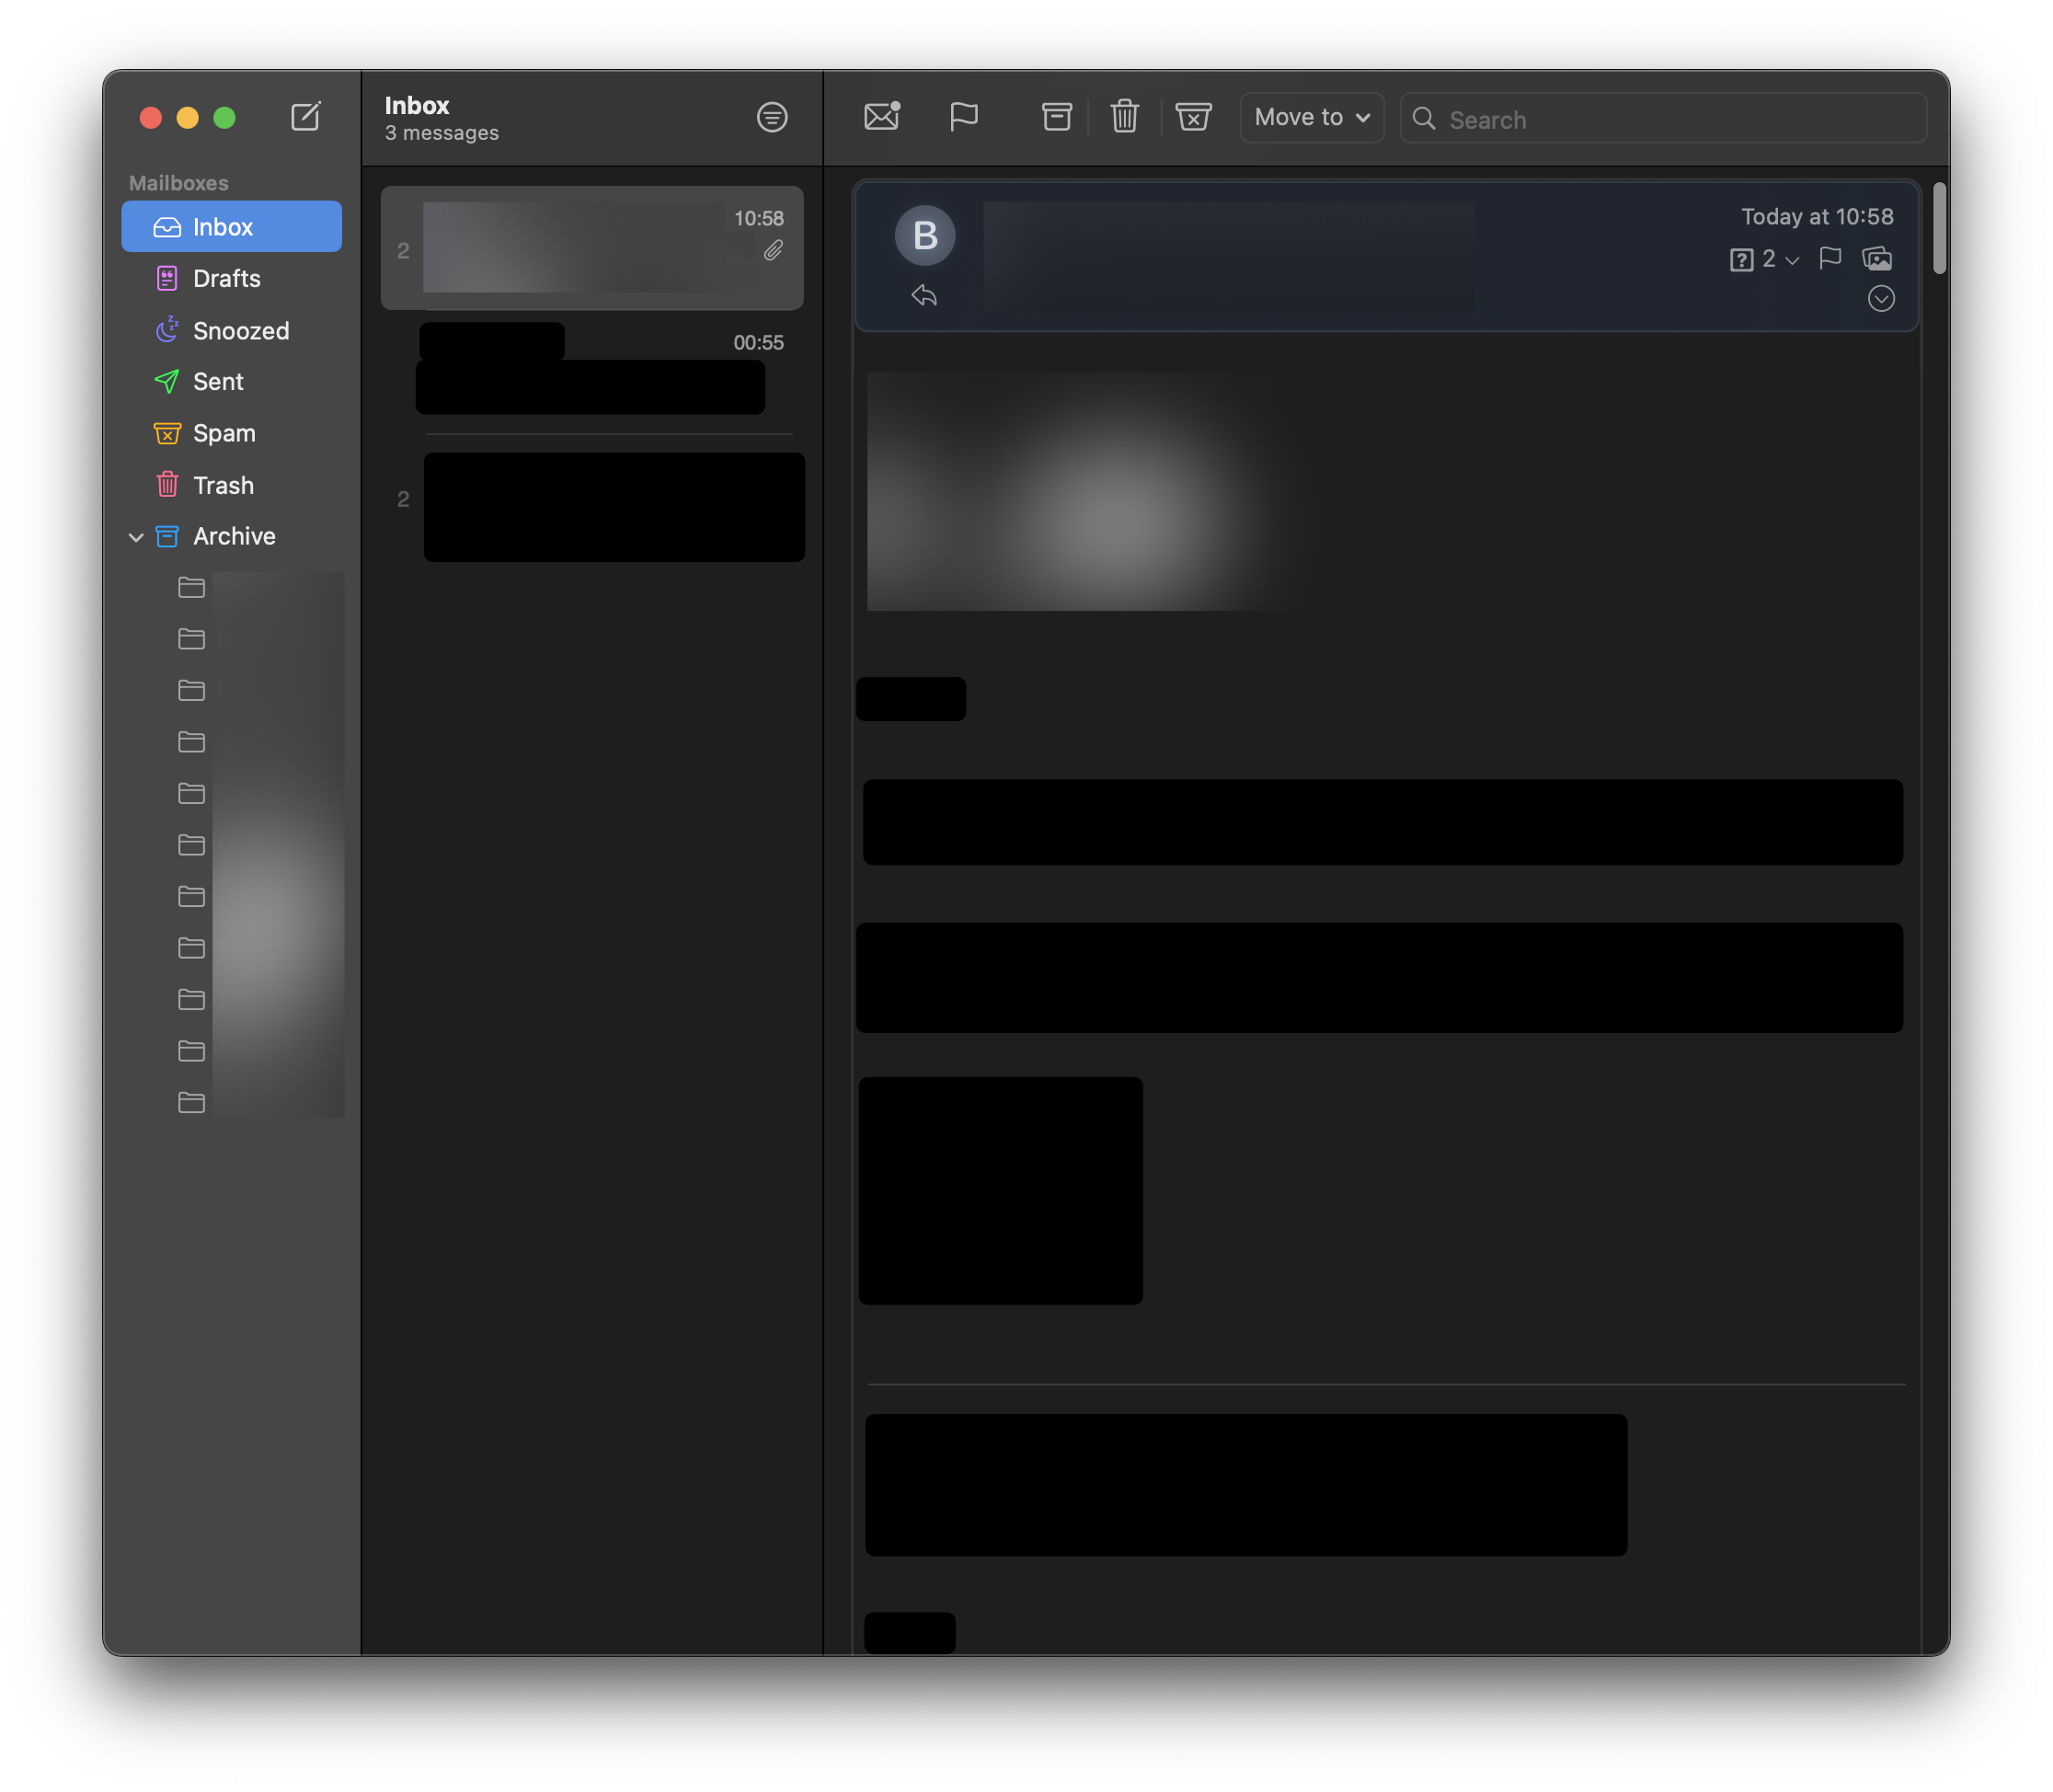 Mailboxes
Inbox
Drafts
Snoozed
Sent
Spam
Trash
Archive
Inbox
3 messages
2
10:58
00:55
2
Move to
Search
B
Today at 10:58
2